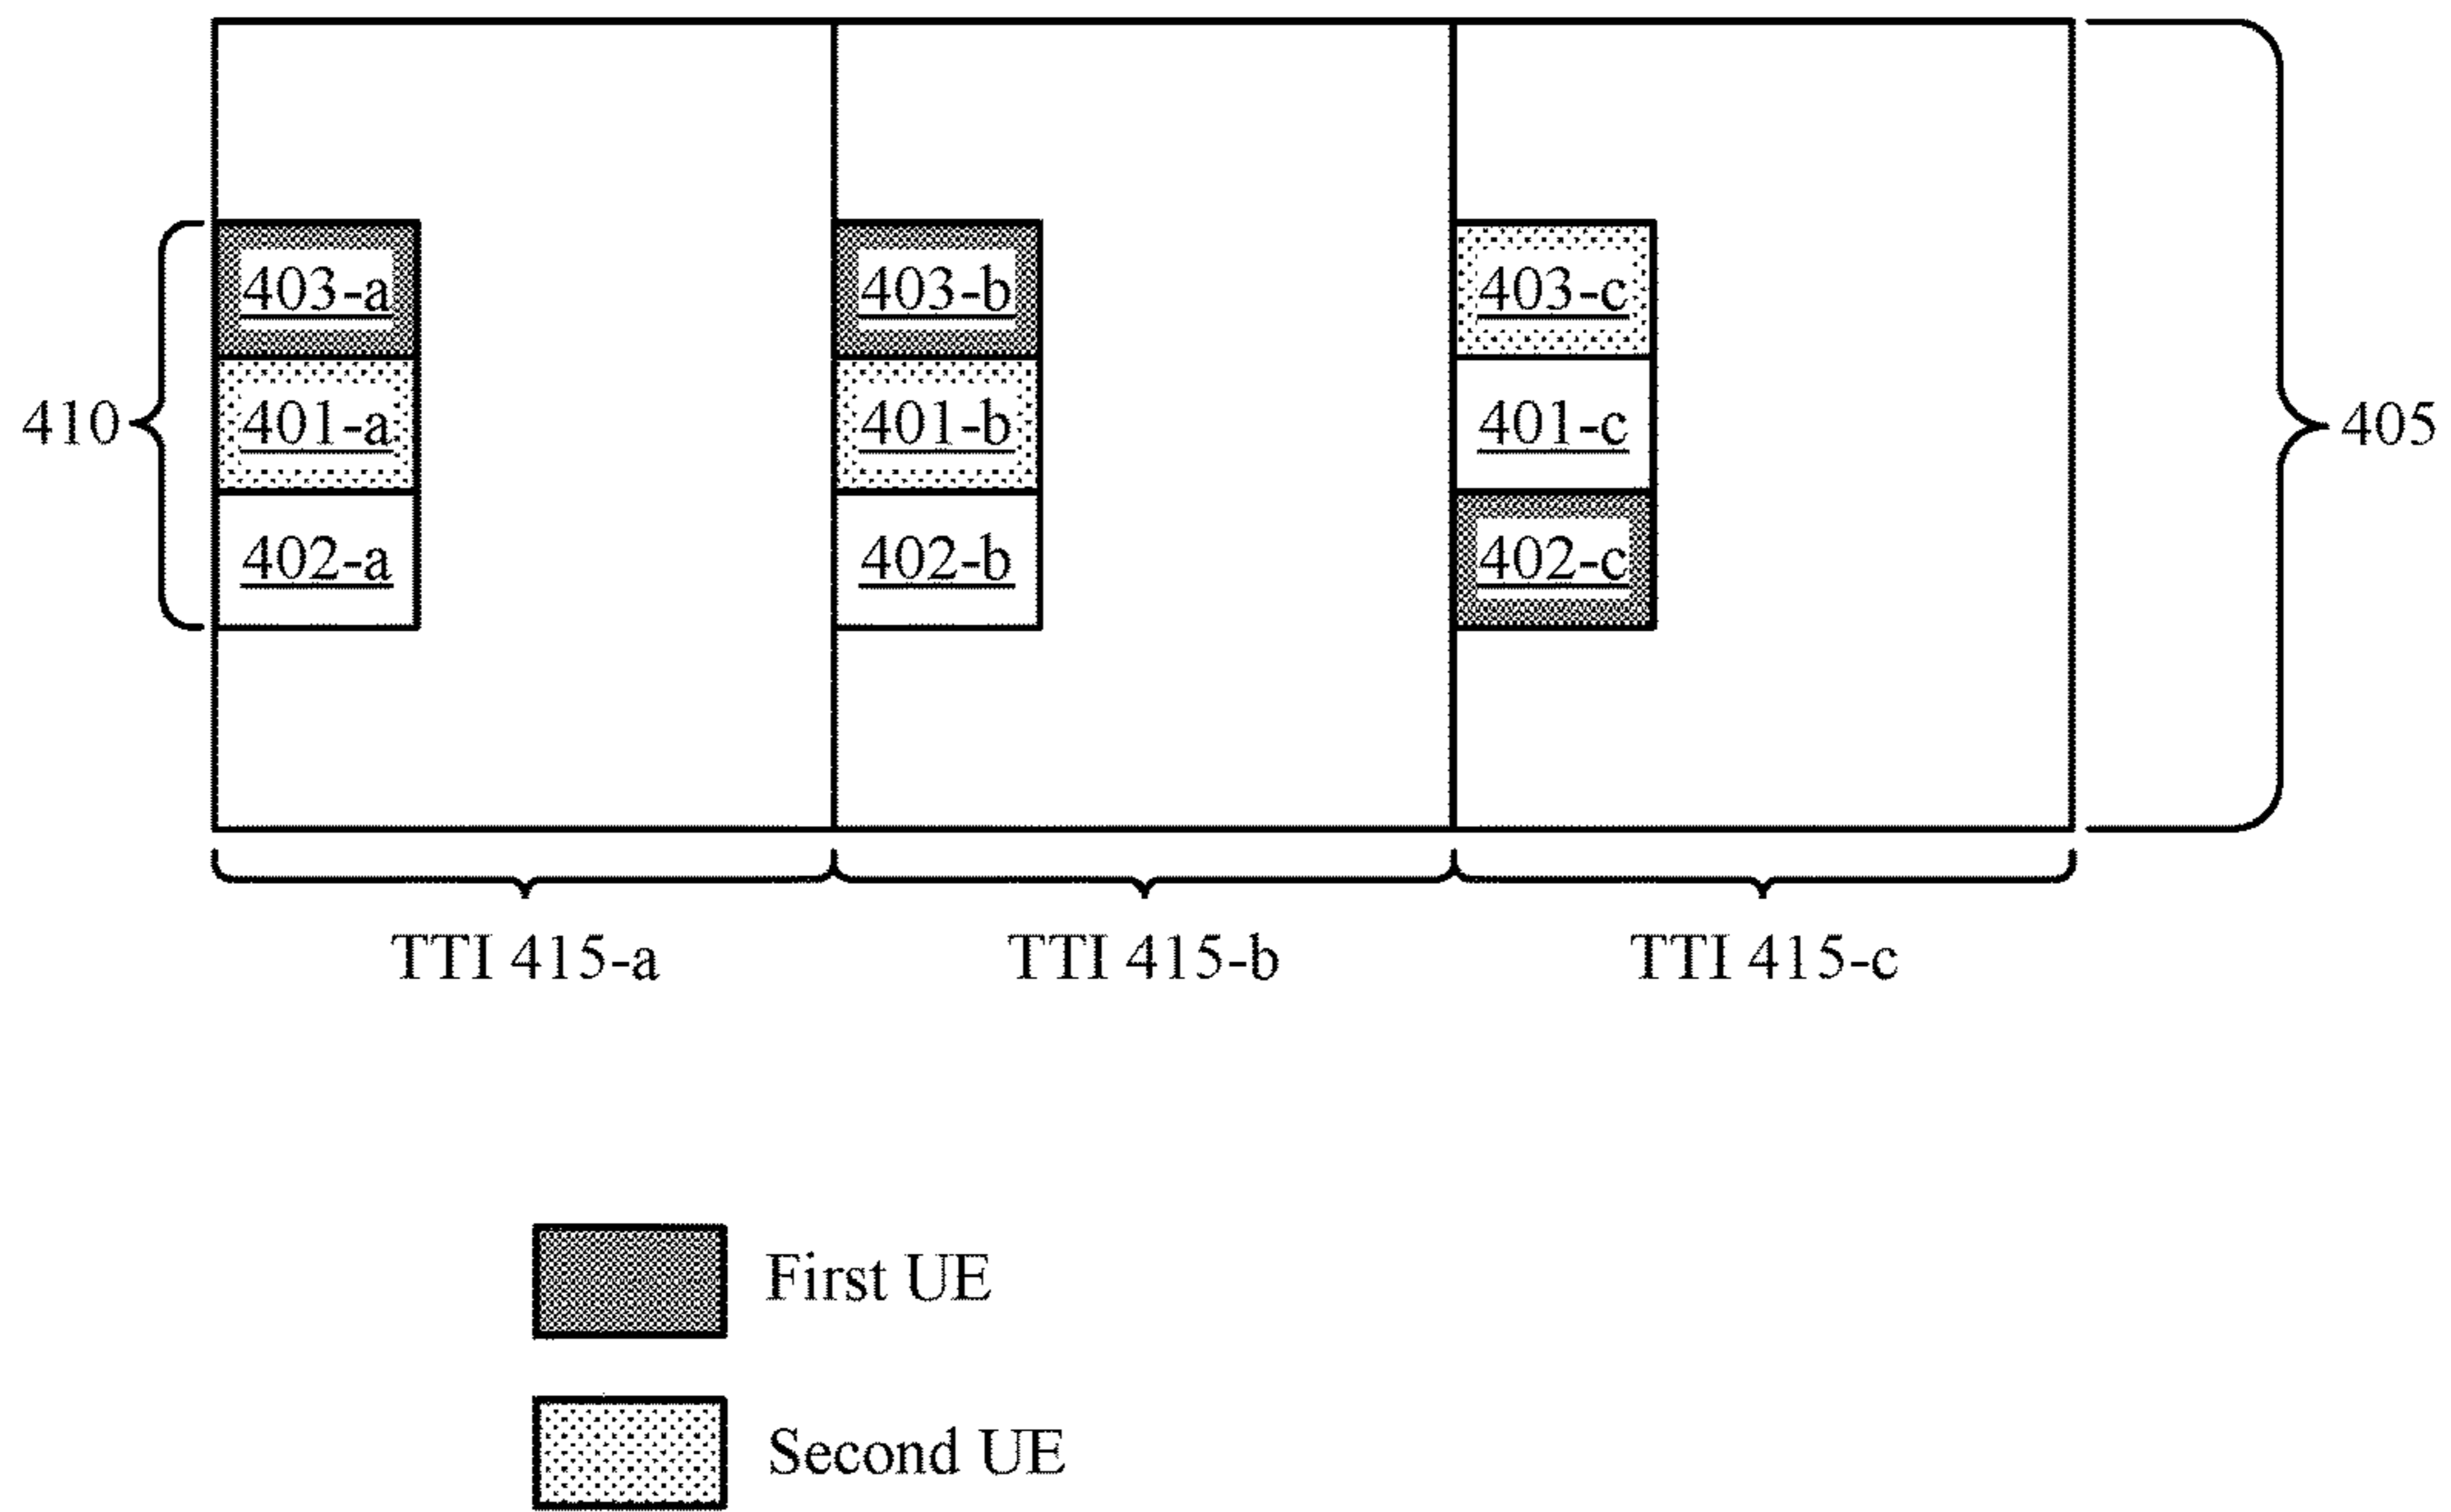 403-a 403-b 403-c
410 401-a 401-b 401-c 405
402-a 402-b 402-c
TTI 415-a TTI 415-b TTI 415-c
First UE
Second UE